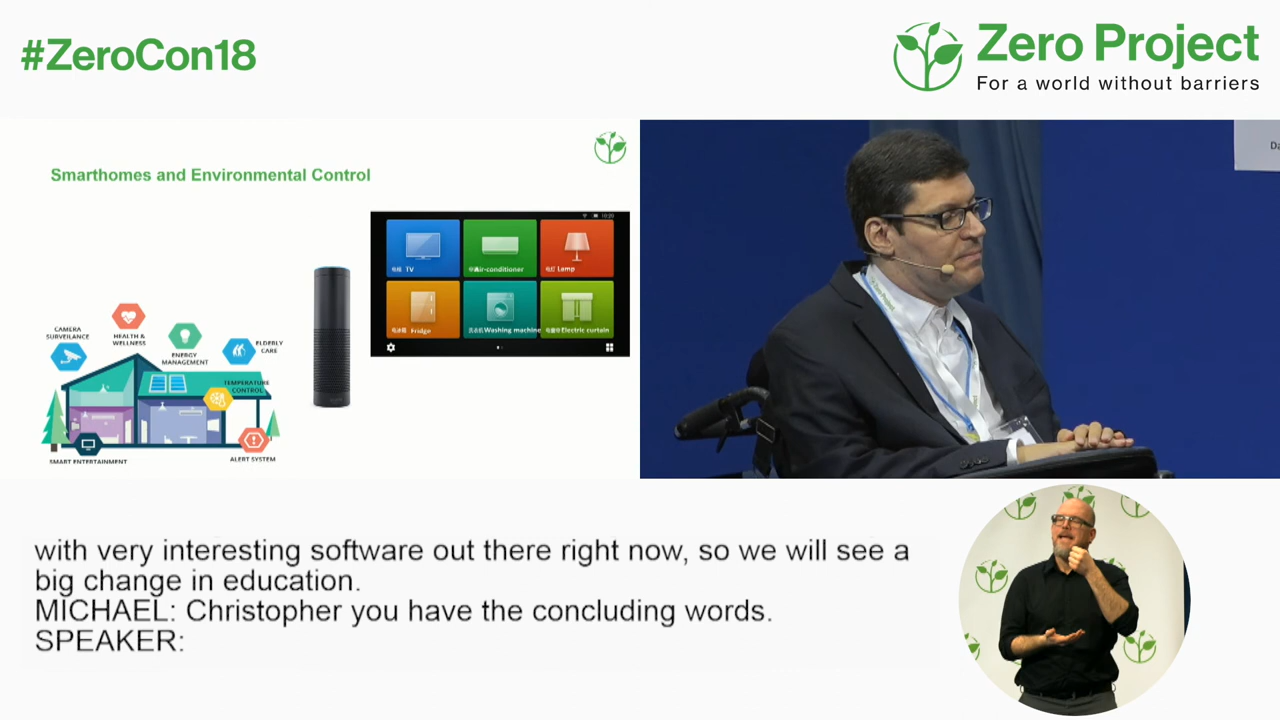 #ZeroCon18
Zero Project
For a world without barriers
Smarthomes and Environmental Control
CAMERA
SURVEILANCE
HEALTH &
WELLNESS
ENERGY
MANAGEMENT
ELDERLY
CARE
TEMPERATURE
CONTROL
SMART ENTERTAINMENT
ALERT SYSTEM
TV
Air-conditioner
Lamp
Fridge
Washing machine
Electric curtain
Da
Zero Project
with very interesting software out there right now, so we will see a
big change in education.
MICHAEL: Christopher you have the concluding words.
SPEAKER: